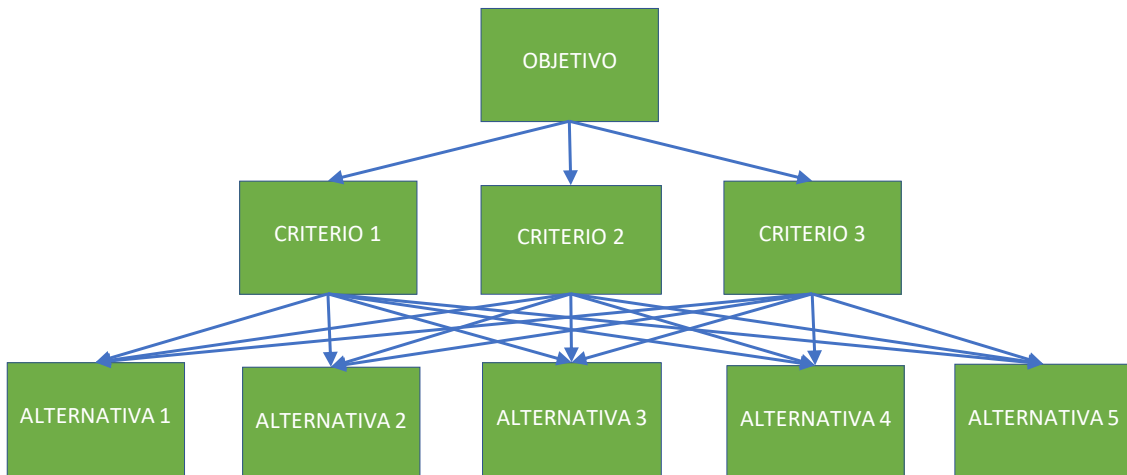 OBJETIVO
CRITERIO 1
CRITERIO 2
CRITERIO 3
ALTERNATIVA 1
ALTERNATIVA 2
ALTERNATIVA 3
ALTERNATIVA 4
ALTERNATIVA 5